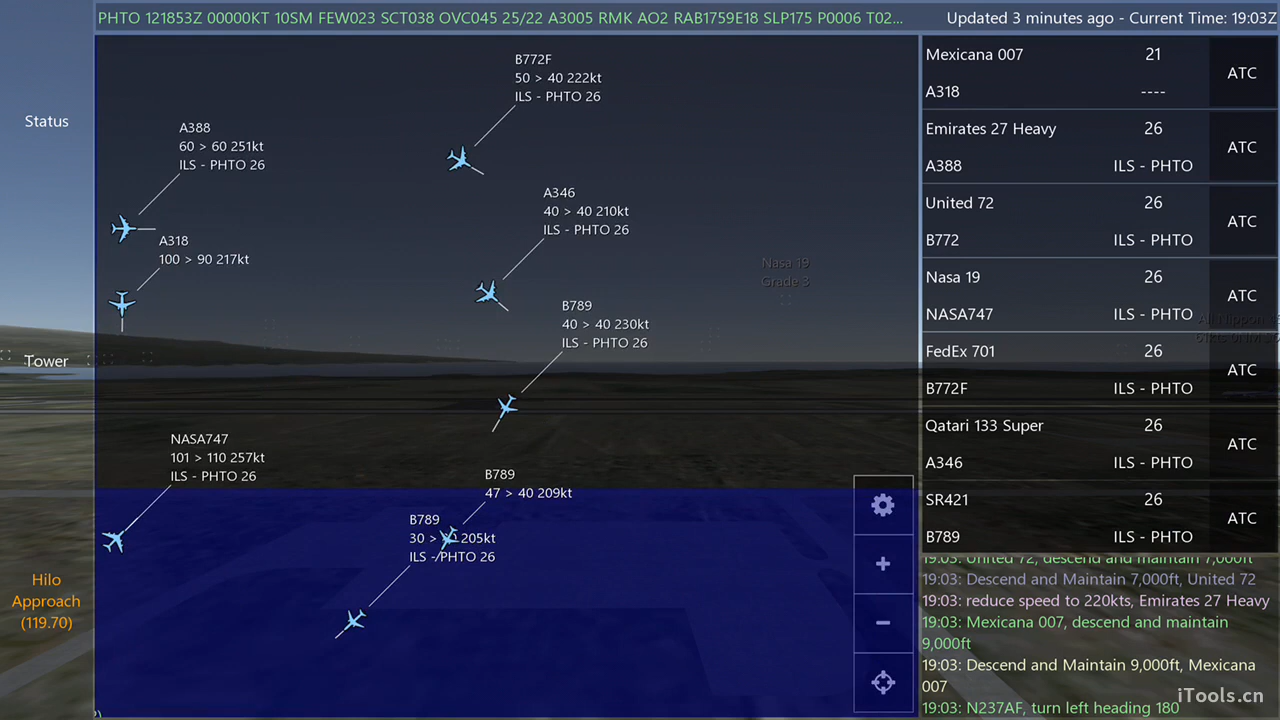 PHTO 121853Z 00000KT 10SM FEW023 SCT038 OVC045 25/22 A3005 RMK AO2 RAB1759E18 SLP175 P0006 T02...
Updated 3 minutes ago - Current Time: 19:03Z
Status
Tower
Hilo
Approach
(119.70)
B772F
50 > 40 222kt
ILS - PHTO 26
A388
60 > 60 251kt
ILS - PHTO 26
A346
40 > 40 210kt
ILS - PHTO 26
A318
100 > 90 217kt
Nasa 19
Grade 3
B789
40 > 40 230kt
ILS - PHTO 26
NASA747
101 > 110 257kt
ILS - PHTO 26
B789
47 > 40 209kt
B789
30 > 205kt
ILS - PHTO 26
Mexicana 007 21 ATC
A318 ----
Emirates 27 Heavy 26 ATC
A388 ILS - PHTO
United 72 26 ATC
B772 ILS - PHTO
Nasa 19 26 ATC
NASA747 ILS - PHTO
FedEx 701 26 ATC
B772F ILS - PHTO
Qatari 133 Super 26 ATC
A346 ILS - PHTO
SR421 26 ATC
B789 ILS - PHTO
19:03: United 72, descend and maintain 7,000ft
19:03: Descend and Maintain 7,000ft, United 72
19:03: reduce speed to 220kts, Emirates 27 Heavy
19:03: Mexicana 007, descend and maintain
9,000ft
19:03: Descend and Maintain 9,000ft, Mexicana
007
19:03: N237AF, turn left heading 180
iTools.cn